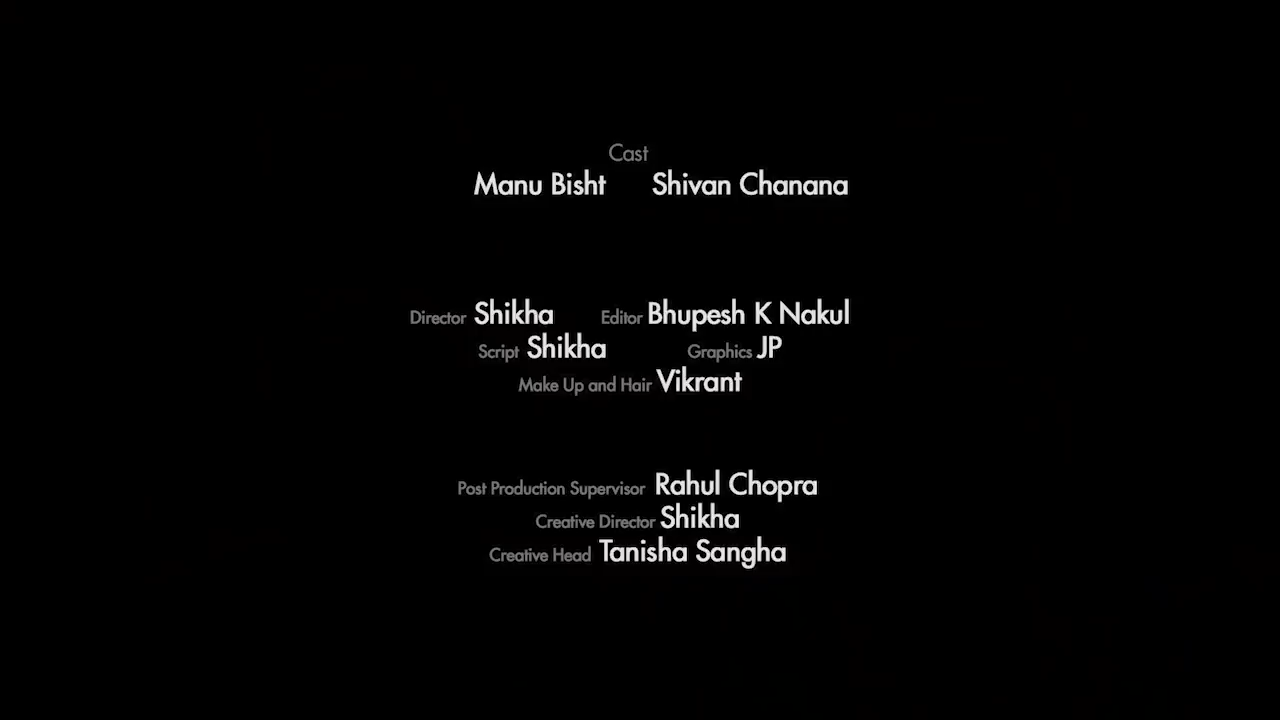 Cast
Manu Bisht Shivan Chanana
Director Shikha Editor Bhupesh K Nakul
Script Shikha Graphics JP
Make Up and Hair Vikrant
Post Production Supervisor Rahul Chopra
Creative Director Shikha
Creative Head Tanisha Sangha